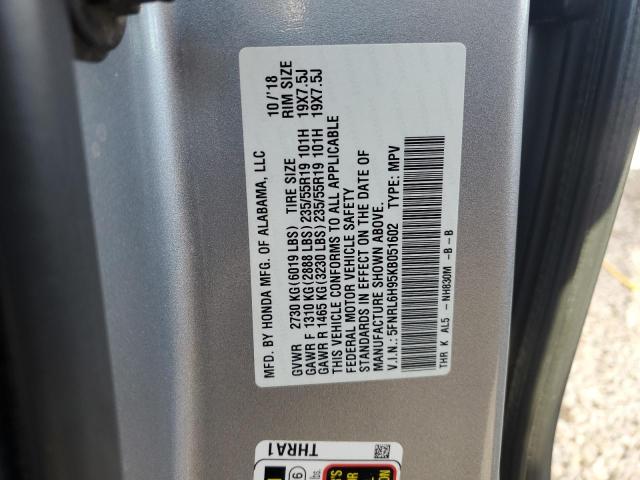 MFD. BY HONDA MFG. OF ALABAMA, LLC 10/'18
GVWR 2730 KG(6019 LBS) TIRE SIZE RIM SIZE
GAWR F 1310 KG(2888 LBS)235/55R19 101H 19X7.5J
GAWR R 1465 KG(3230 LBS)235/55R19 101H 19X7.5J
THIS VEHICLE CONFORMS TO ALL APPLICABLE
FEDERAL MOTOR VEHICLE SAFETY
STANDARDS IN EFFECT ON THE DATE OF
MANUFACTURE SHOWN ABOVE.
V.I.N.: 5FNRL6H95KB051602 TYPE: MPV
THR K AL5 - NH830M -B -B
THRA1
lbs.